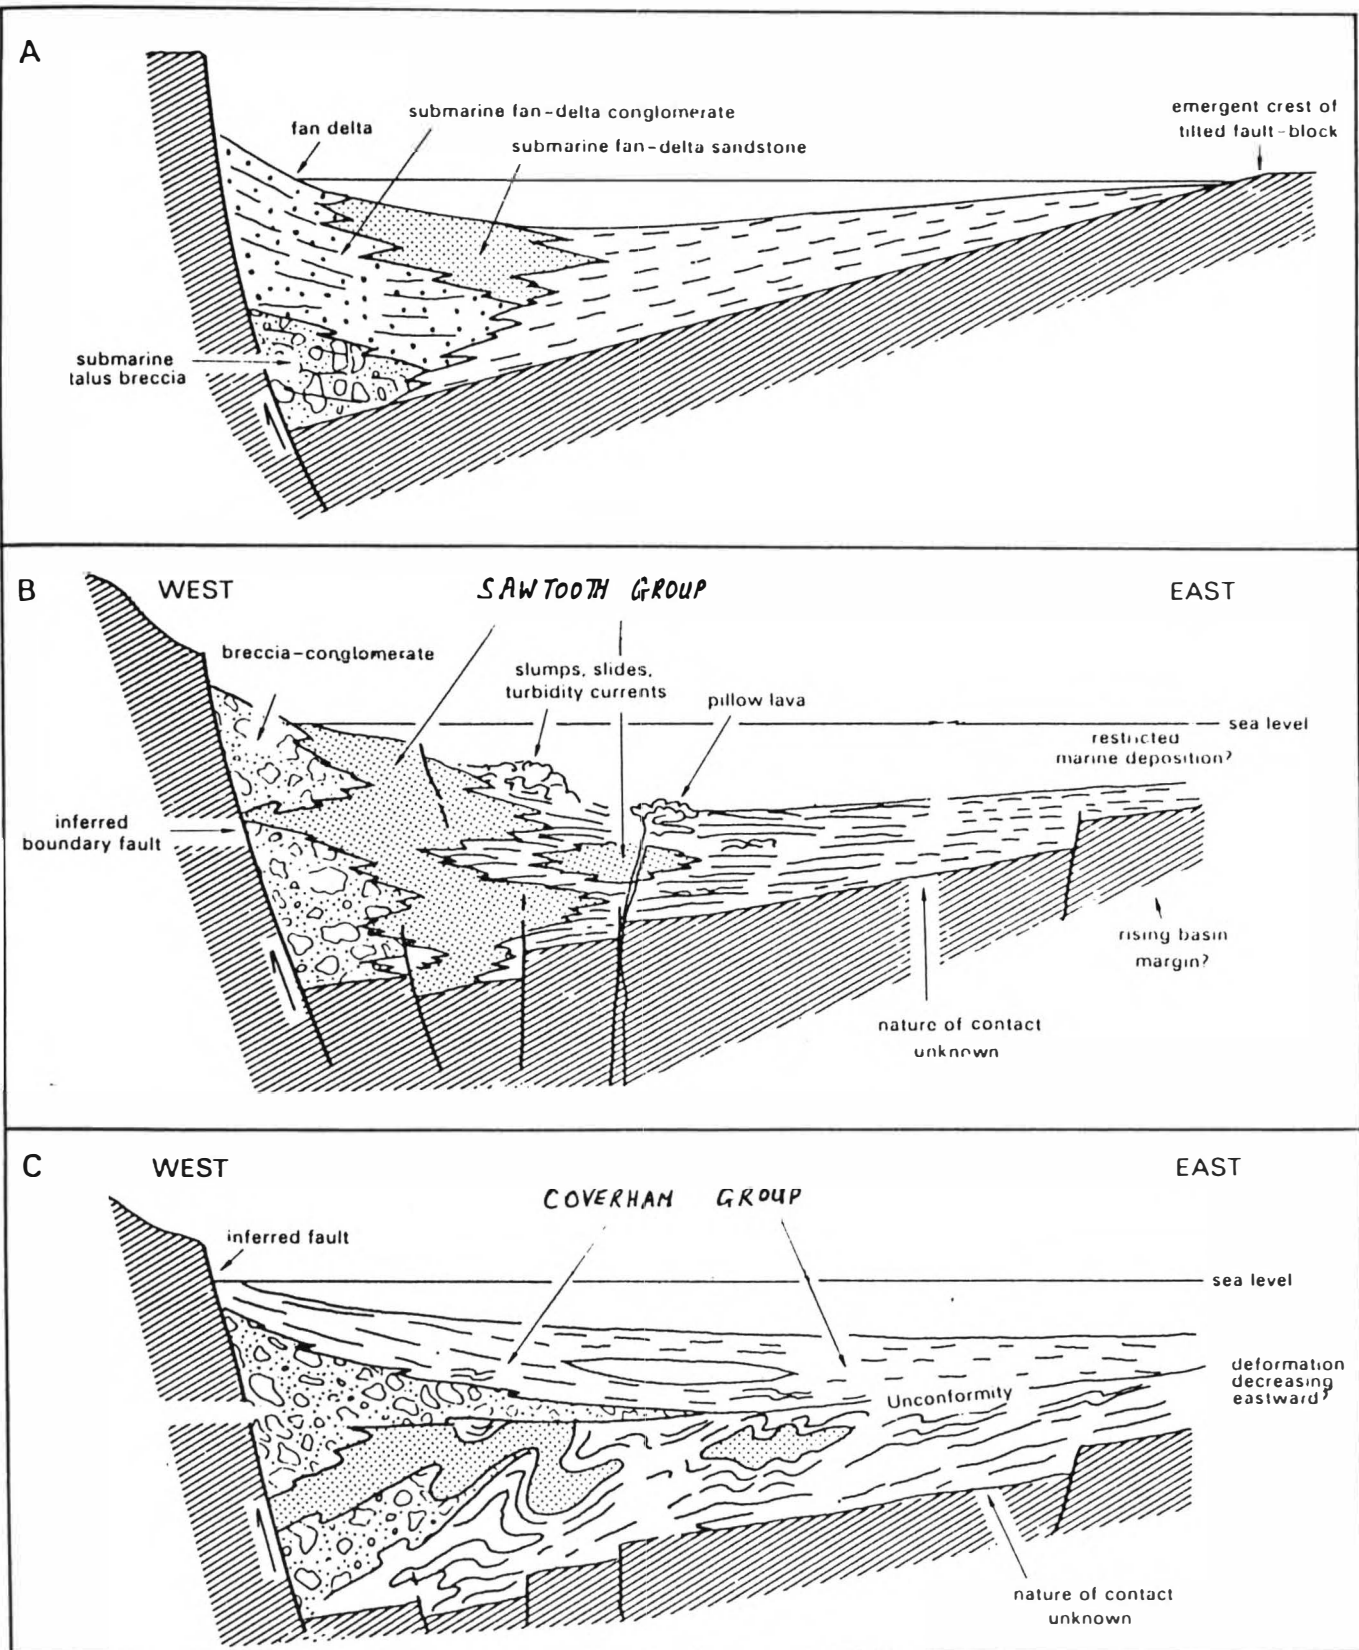 A
submarine fan-delta conglomerate
fan delta
submarine fan-delta sandstone
emergent crest of
tilted fault-block
submarine
talus breccia
B
WEST
SAWTOOTH GROUP
EAST
breccia-conglomerate
slumps, slides,
turbidity currents
pillow lava
sea level
restricted
marine deposition?
inferred
boundary fault
rising basin
margin?
nature of contact
unknown
C
WEST
EAST
COVERHAM GROUP
inferred fault
sea level
deformation
decreasing
eastward?
Unconformity
nature of contact
unknown